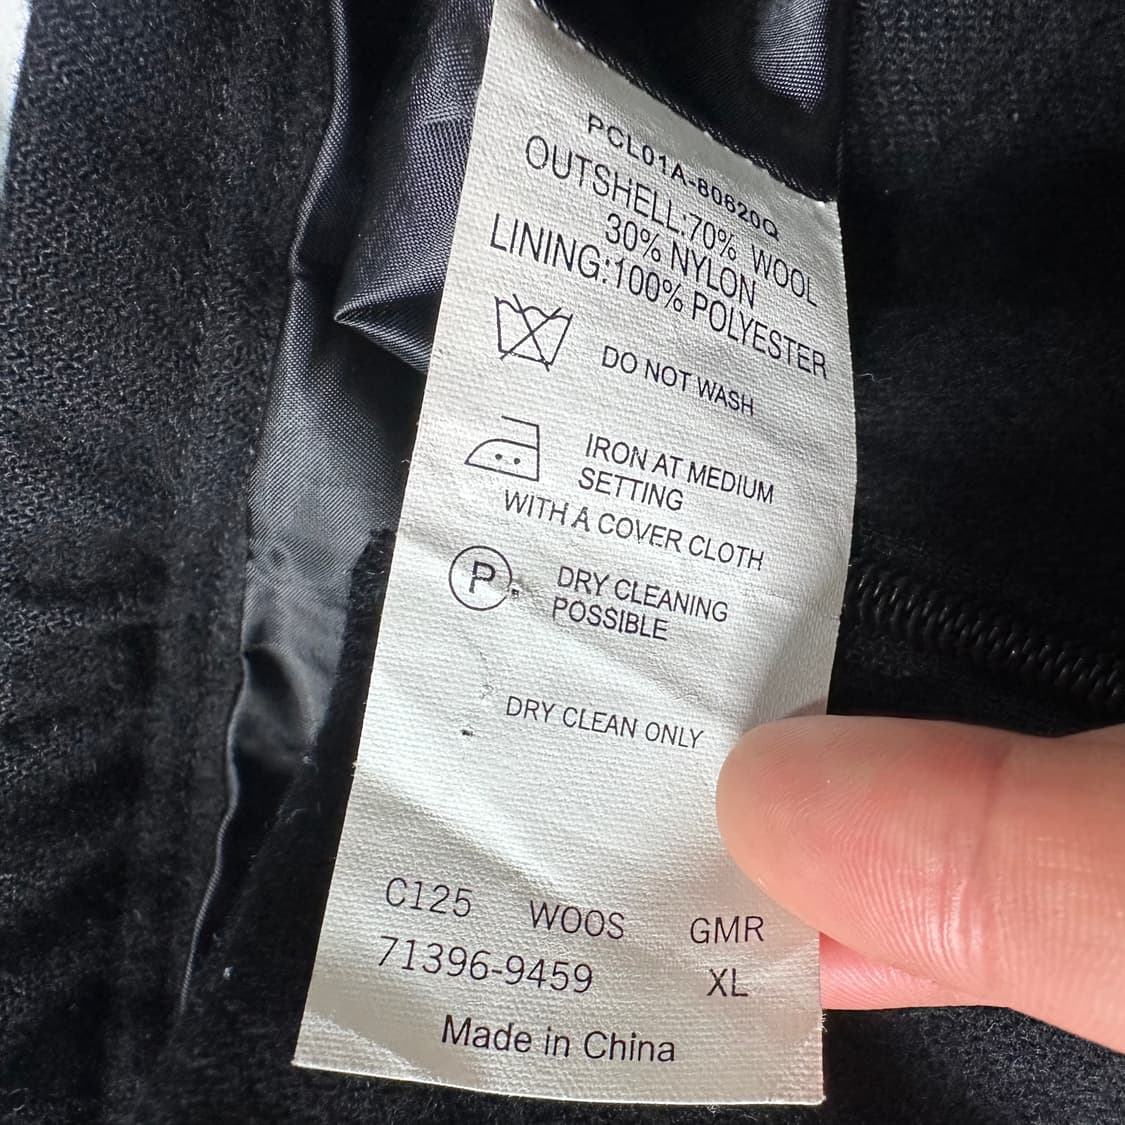 PCL01A-80620Q
OUTSHELL:70% WOOL
30% NYLON
LINING:100% POLYESTER
DO NOT WASH
IRON AT MEDIUM
SETTING
WITH A COVER CLOTH
P
DRY CLEANING
POSSIBLE
DRY CLEAN ONLY
C125 WOOS GMR
71396-9459 XL
Made in China